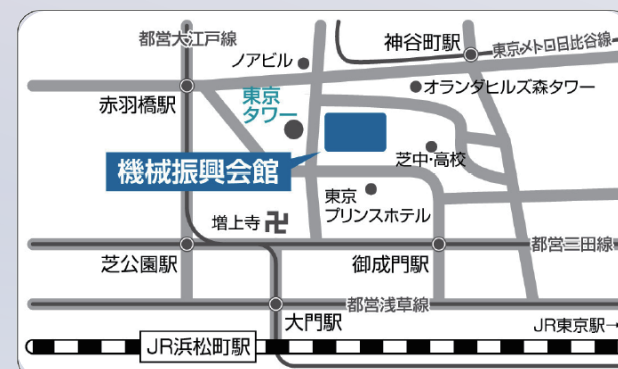 都営大江戸線
神谷町駅
東京メトロ日比谷線
ノアビル
オランダヒルズ森タワー
赤羽橋駅
東京
タワー
芝中・高校
機械振興会館
東京
プリンスホテル
増上寺 卍
都営三田線
芝公園駅
御成門駅
都営浅草線
大門駅
JR東京駅→
JR浜松町駅